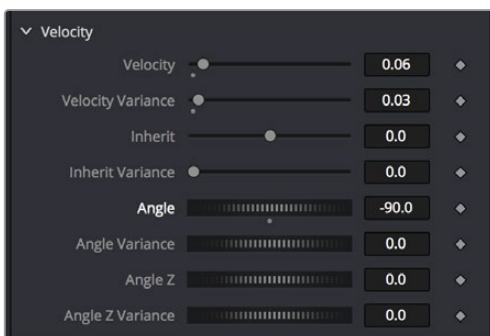 Velocity
Velocity 0.06
Velocity Variance 0.03
Inherit 0.0
Inherit Variance 0.0
Angle -90.0
Angle Variance 0.0
Angle Z 0.0
Angle Z Variance 0.0